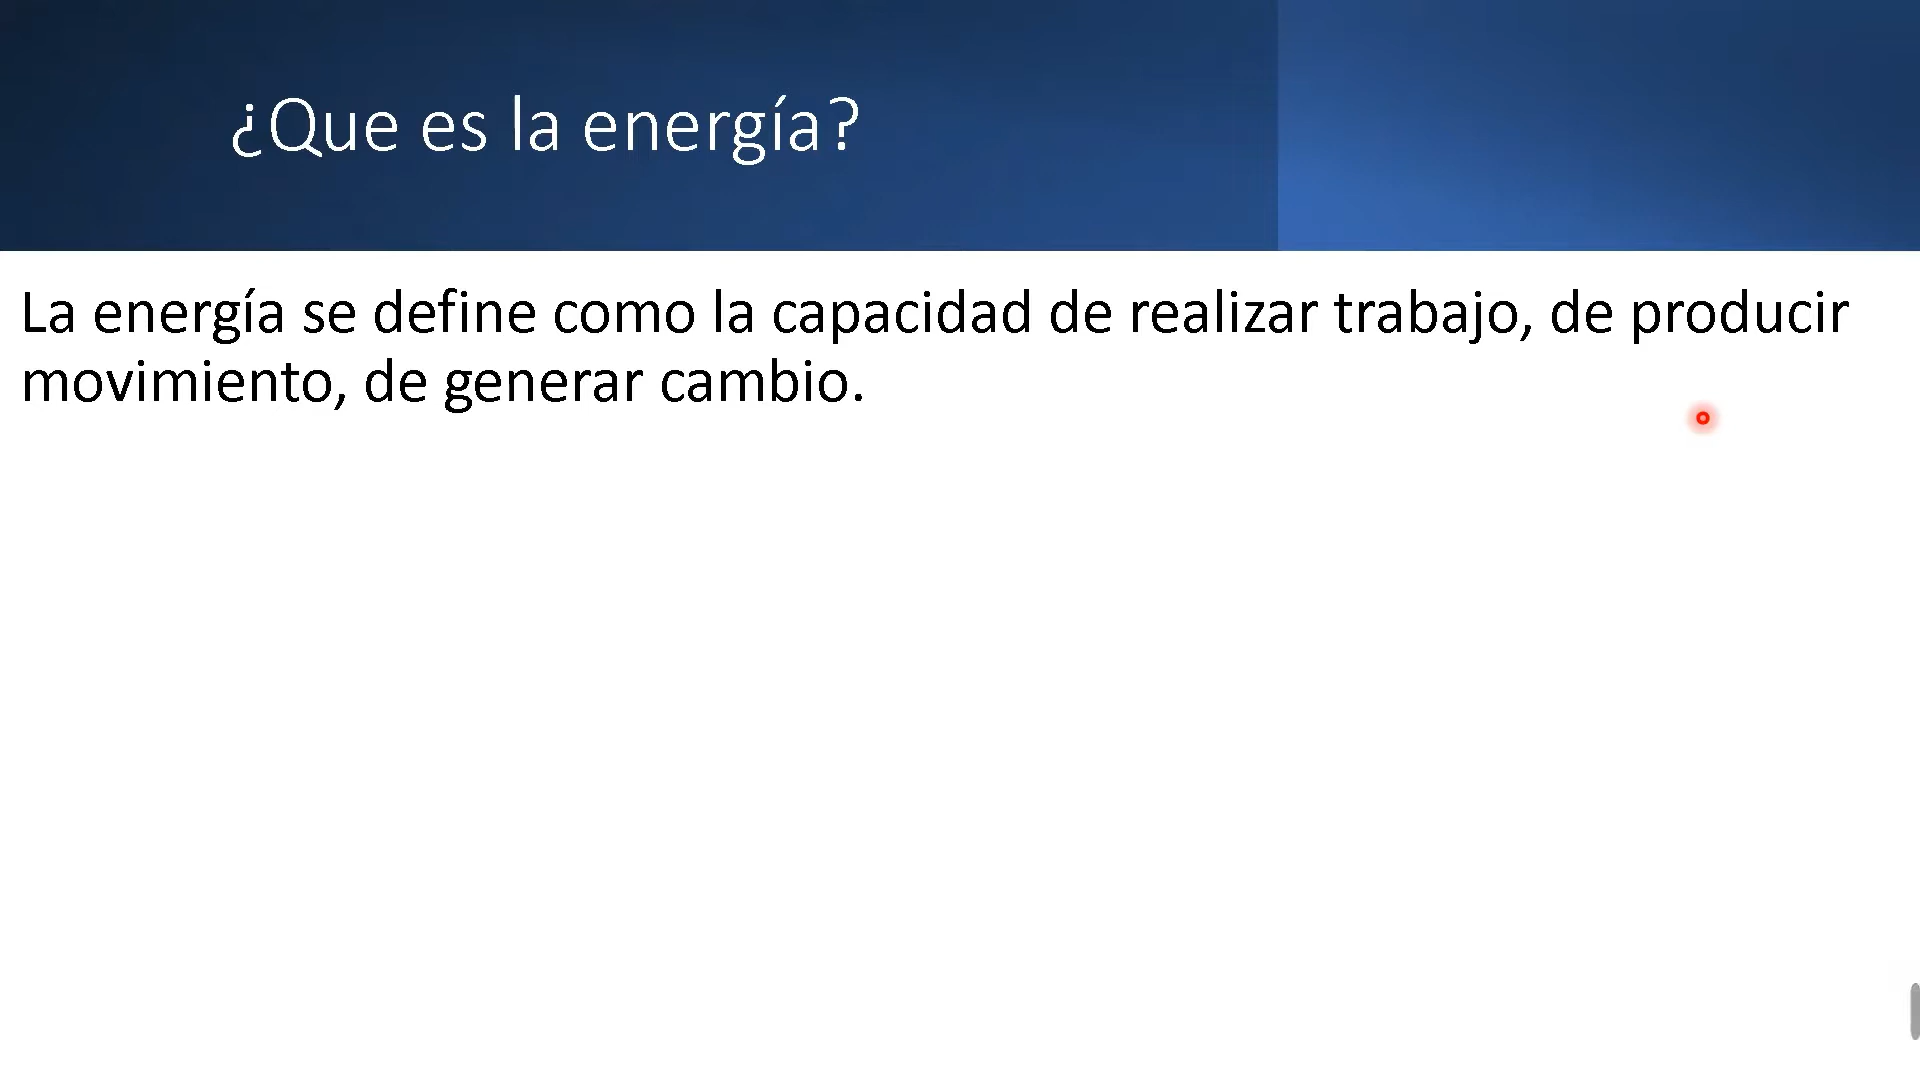 ¿Que es la energía?
La energía se define como la capacidad de realizar trabajo, de producir
movimiento, de generar cambio.